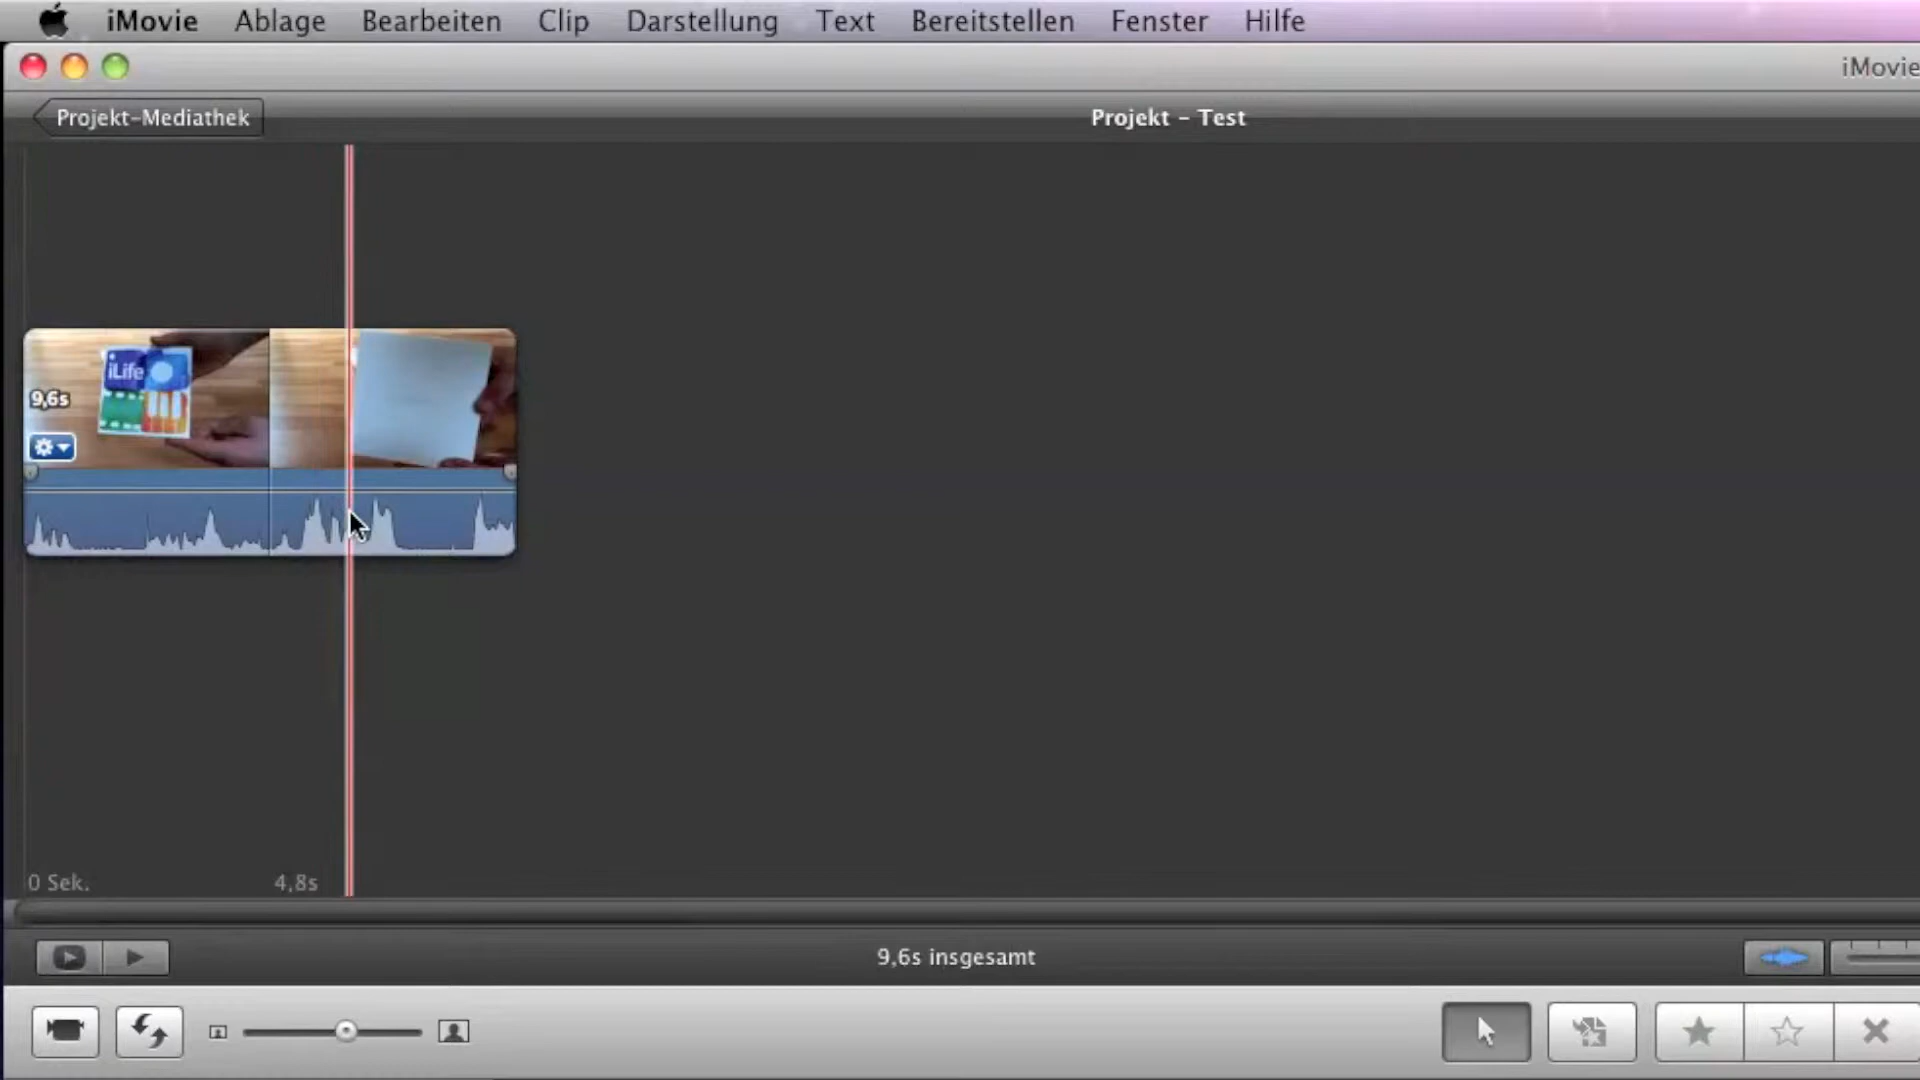 iMovie Ablage Bearbeiten Clip Darstellung Text Bereitstellen Fenster Hilfe
iMovie
Projekt-Mediathek
Projekt - Test
iLife
9,6s
0 Sek.
4,8s
9,6s insgesamt